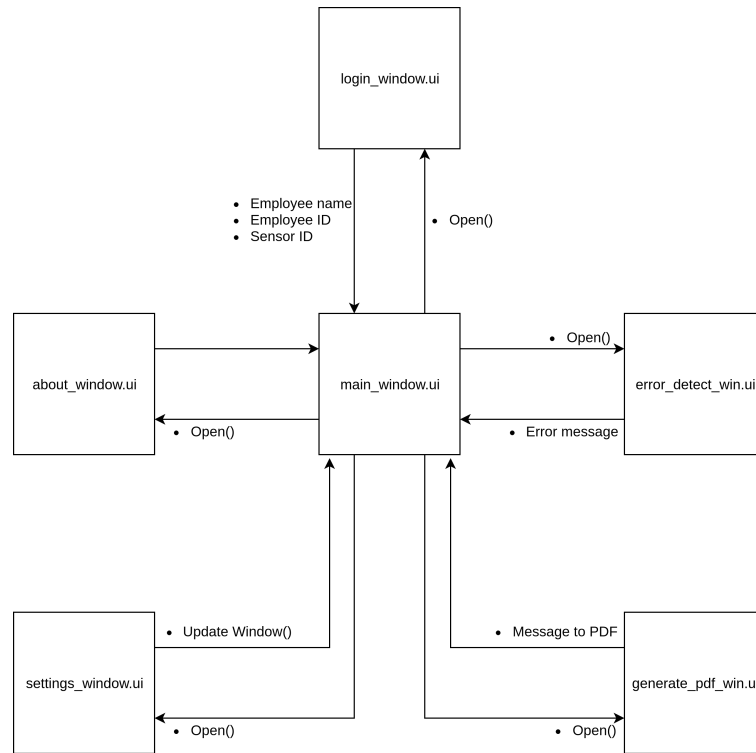 login_window.ui
• Employee name
• Employee ID
• Sensor ID
• Open()
• Open()
about_window.ui
main_window.ui
error_detect_win.ui
• Open()
• Error message
• Update Window()
• Message to PDF
settings_window.ui
generate_pdf_win.u
• Open()
• Open()